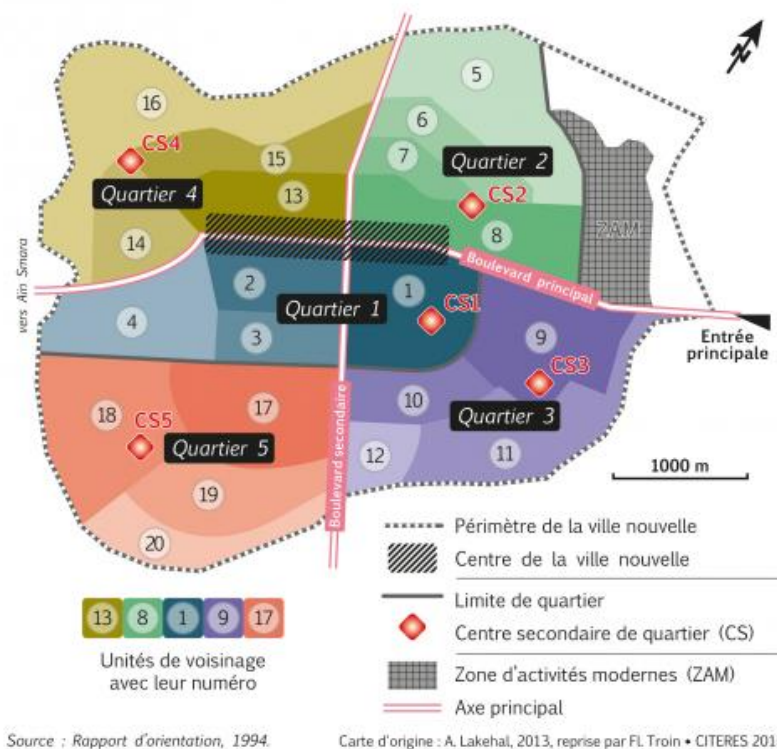 N
5
16
6
CS4
7
Quartier 2
15
Quartier 4
13
CS2
ZAM
8
14
Boulevard principal
vers Aïn Smara
2
1
Quartier 1
CS1
4
3
9
Entrée
principale
CS3
10
18
17
Quartier 3
CS5
Quartier 5
Boulevard secondaire
12
11
1000 m
19
20
Périmètre de la ville nouvelle
Centre de la ville nouvelle
13 8 1 9 17
Limite de quartier
Centre secondaire de quartier (CS)
Unités de voisinage
avec leur numéro
Zone d'activités modernes (ZAM)
Axe principal
Source : Rapport d'orientation, 1994.
Carte d'origine : A. Lakehal, 2013, reprise par Fl. Troin • CITERES 201